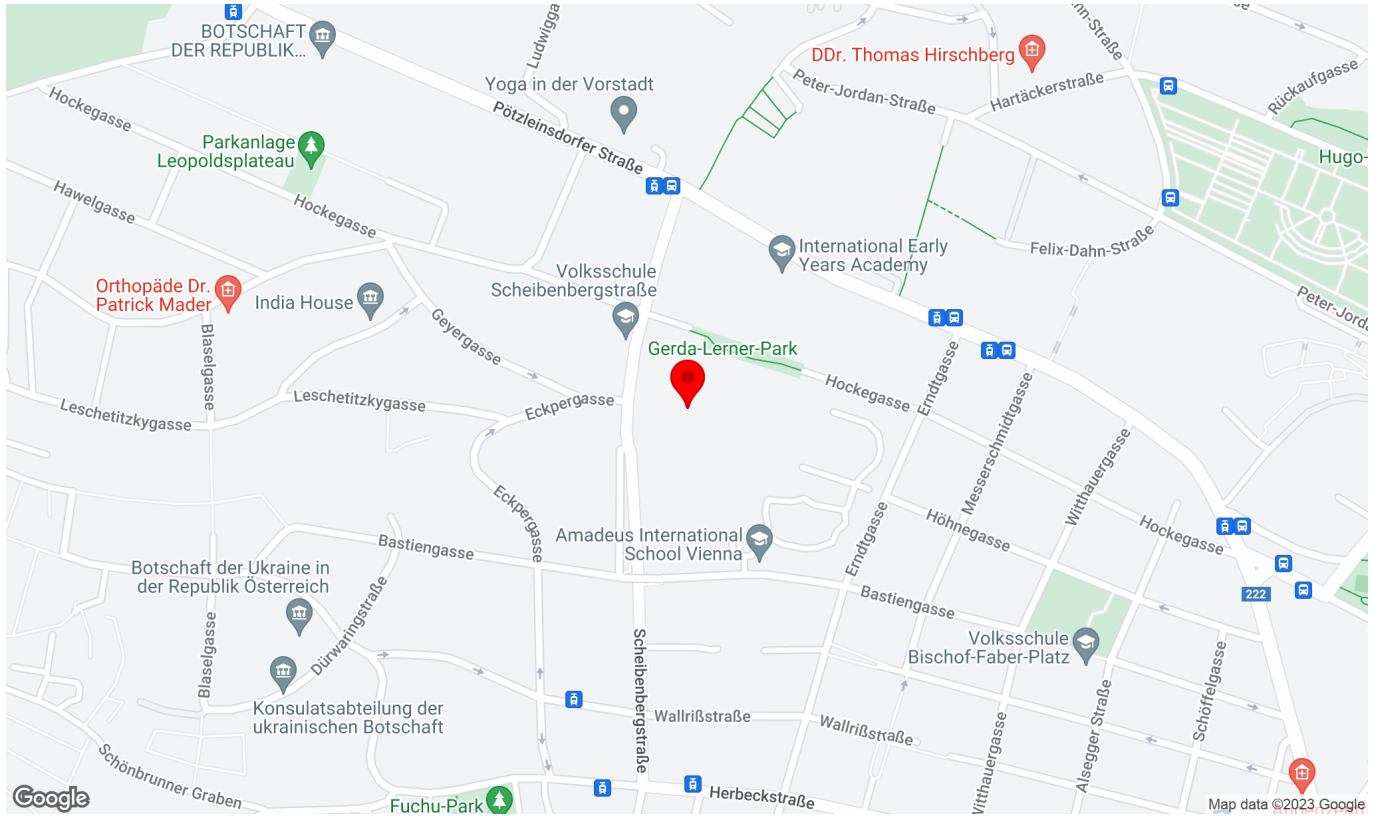 BOTSCHAFT
DER REPUBLIK...
Ludwigga
DDr. Thomas Hirschberg
Yoga in der Vorstadt
Peter-Jordan-Straße
Hartäckerstraße
Rückaufgasse
Hockegasse
Pötzleinsdorfer Straße
Parkanlage
Leopoldsplateau
Hugo-
Hawelgasse
Hockegasse
Felix-Dahn-Straße
International Early
Years Academy
Volksschule
Scheibenbergstraße
Orthopäde Dr.
Patrick Mader
India House
Peter-Jorda
Geyergasse
Gerda-Lerner-Park
Blaselgasse
Hockegasse
Erndtgasse
Messerschmidtgasse
Leschetitzkygasse
Leschetitzkygasse
Eckpergasse
Witthauergasse
Eckpergasse
Höhnegasse
Hockegasse
Amadeus International
School Vienna
Bastiengasse
Erndtgasse
Botschaft der Ukraine in
der Republik Österreich
Bastiengasse
222
Dürwaringstraße
Blaselgasse
Volksschule
Bischof-Faber-Platz
Scheibenbergstraße
Schöffelgasse
Konsulatsabteilung der
ukrainischen Botschaft
Wallrißstraße
Wallrißstraße
Alsegger Straße
Witthauergasse
Schönbrunner Graben
Fuchu-Park
Herbeckstraße
Google
Map data ©2023 Google